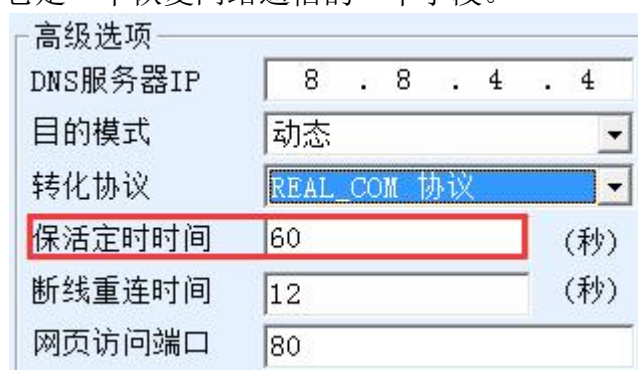 高级选项
DNS服务器IP 8 . 8 . 4 . 4
目的模式 动态
转化协议 REAL_COM 协议
保活定时时间 60 (秒)
断线重连时间 12 (秒)
网页访问端口 80